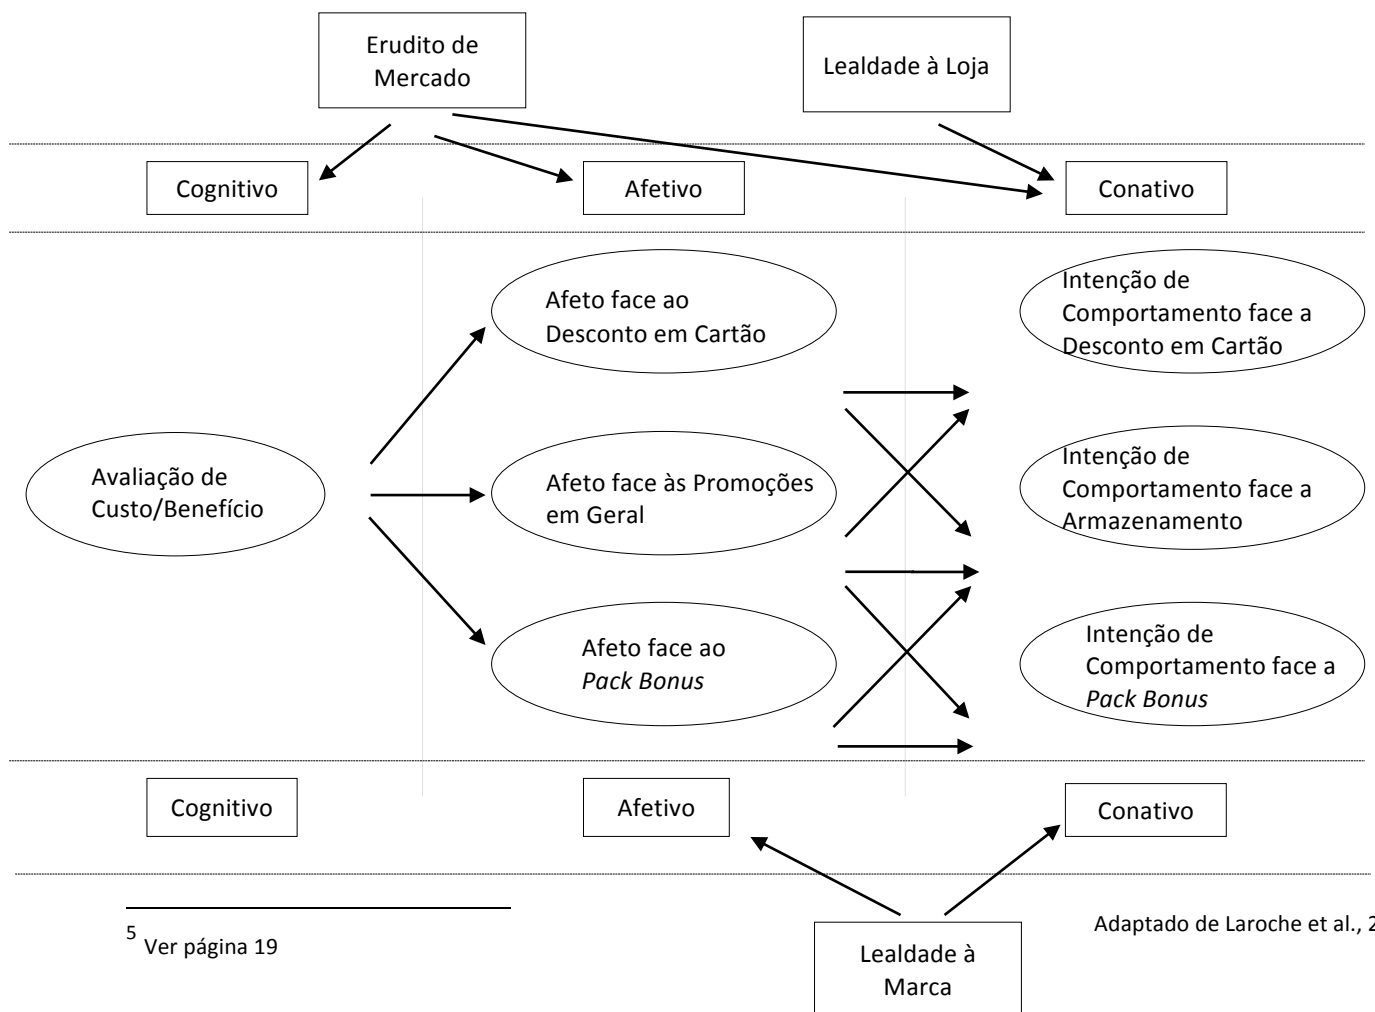 Erudito de
Mercado
Lealdade à Loja
Cognitivo
Afetivo
Conativo
Afeto face ao
Desconto em Cartão
Intenção de
Comportamento face a
Desconto em Cartão
Avaliação de
Custo/Benefício
Afeto face às Promoções
em Geral
Intenção de
Comportamento face a
Armazenamento
Afeto face ao
Pack Bonus
Intenção de
Comportamento face a
Pack Bonus
Cognitivo
Afetivo
Conativo
5 Ver página 19
Lealdade à
Marca
Adaptado de Laroche et al., 2